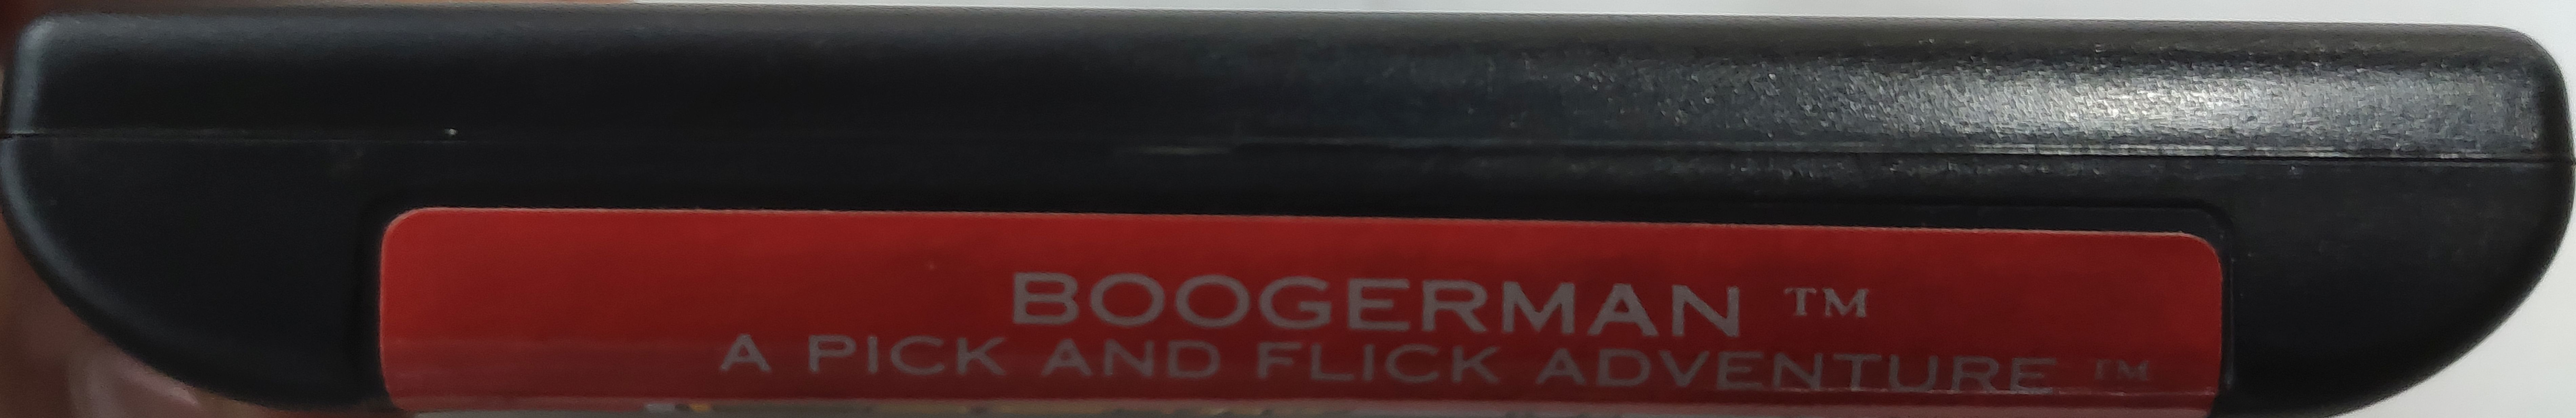 BOOGERMAN ™
A PICK AND FLICK ADVENTURE ™